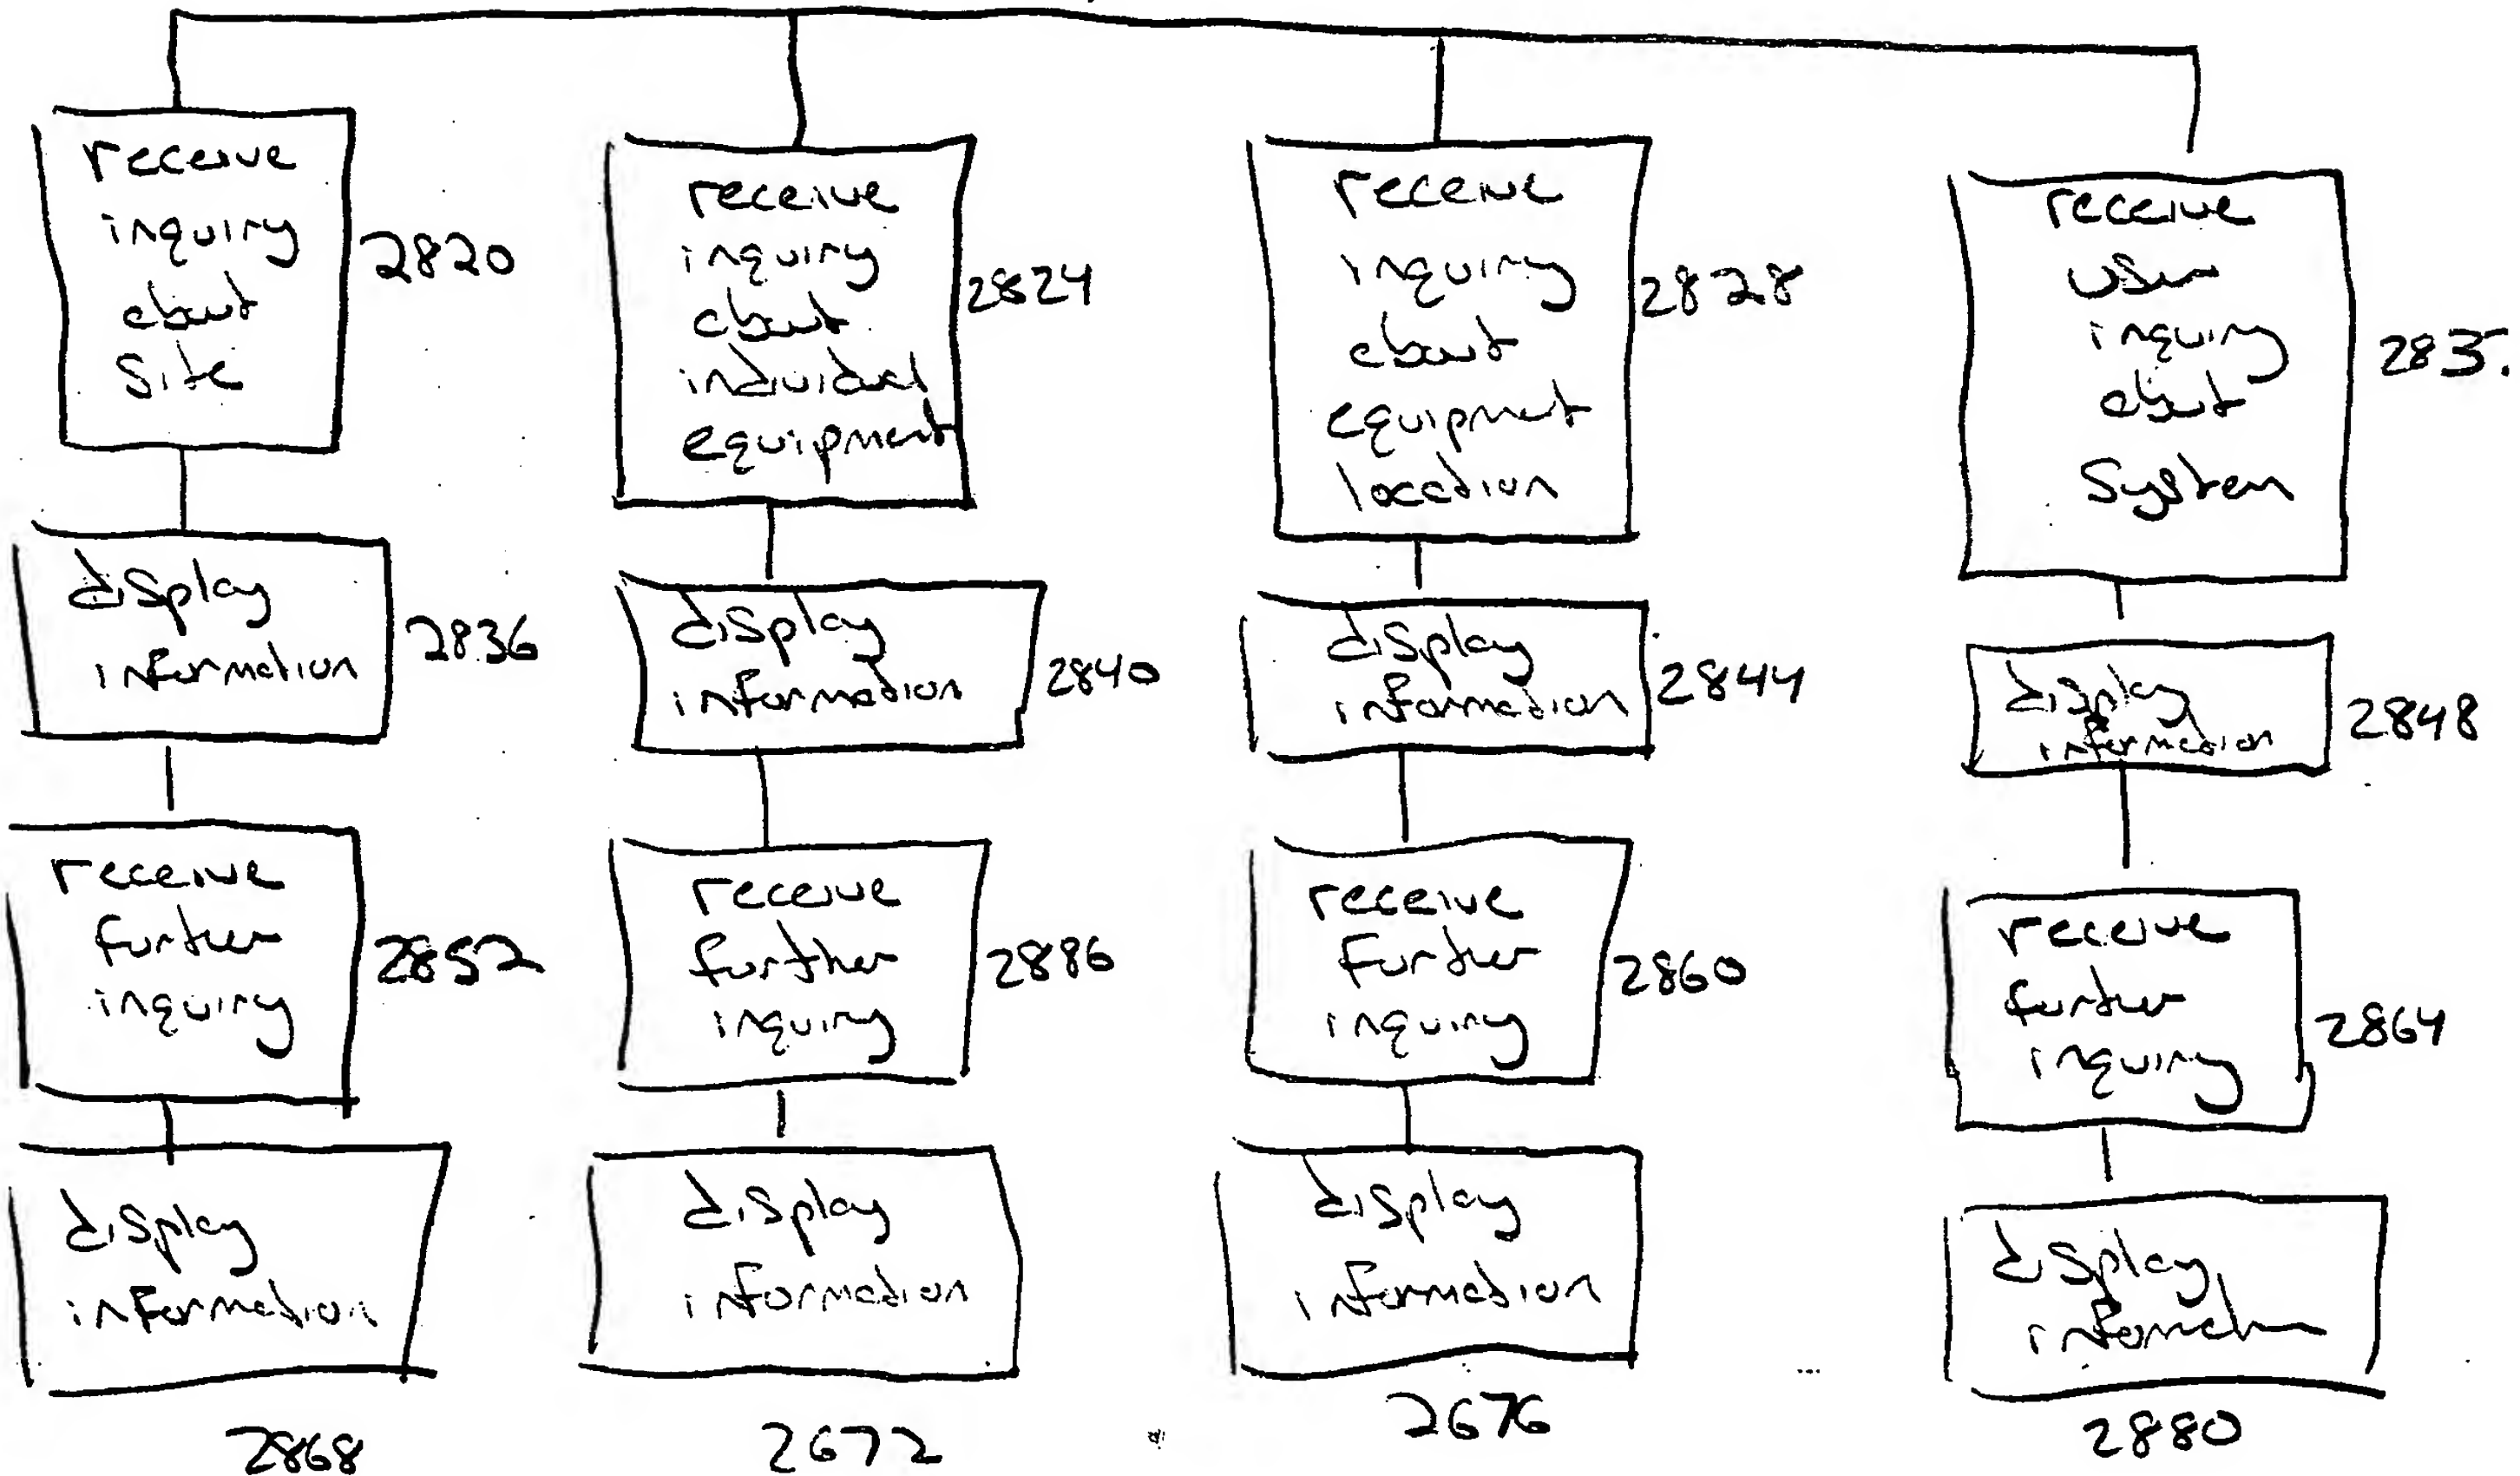 receive
inquiry
about
Site
2820
receive
inquiry
about
individual
equipment
2824
receive
inquiry
about
equipment
location
2828
receive
user
inquiry
about
System
display
information
2836
display
information
2840
display
information
2844
display
information
2848
receive
further
inquiry
2852
receive
further
inquiry
2886
receive
further
inquiry
2860
receive
further
inquiry
2864
display
information
2868
display
information
2672
display
information
2676
display
information
2880